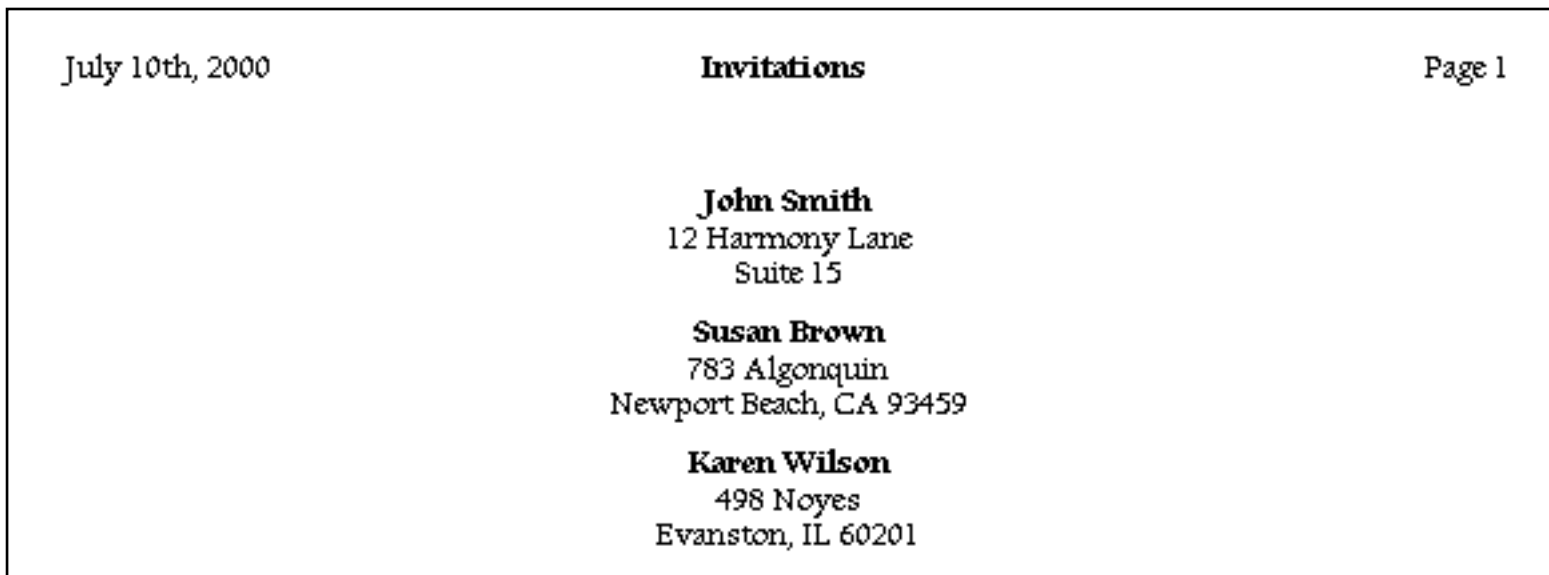 July 10th, 2000 Invitations Page 1
John Smith
12 Harmony Lane
Suite 15
Susan Brown
783 Algonquin
Newport Beach, CA 93459
Karen Wilson
498 Noyes
Evanston, IL 60201